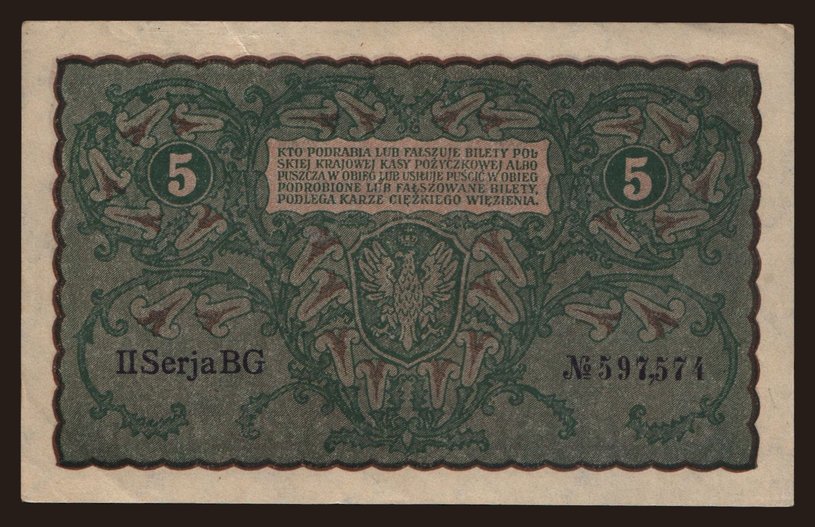 KTO PODRABIA LUB FAŁSZUJE BILETY POL
SKIEJ KRAJOWEJ KASY POŻYCZKOWEJ ALBO
PUSZCZA W OBIEG LUB USIŁUJE PUŚCIĆ W OBIEG
PODROBIONE LUB FAŁSZOWANE BILETY,
PODLEGA KARZE CIĘŻKIEGO WIĘZIENIA.
5 5
II Serja BG № 597,574